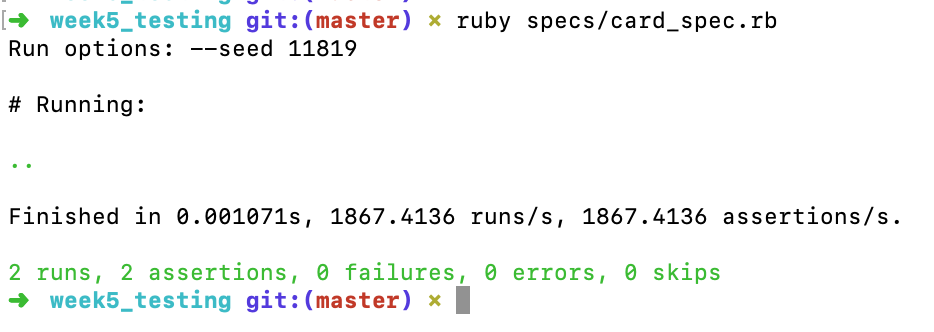 [➜ week5_testing git:(master) ✗ ruby specs/card_spec.rb
Run options: --seed 11819
# Running:
..
Finished in 0.001071s, 1867.4136 runs/s, 1867.4136 assertions/s.
2 runs, 2 assertions, 0 failures, 0 errors, 0 skips
➜ week5_testing git:(master) ✗